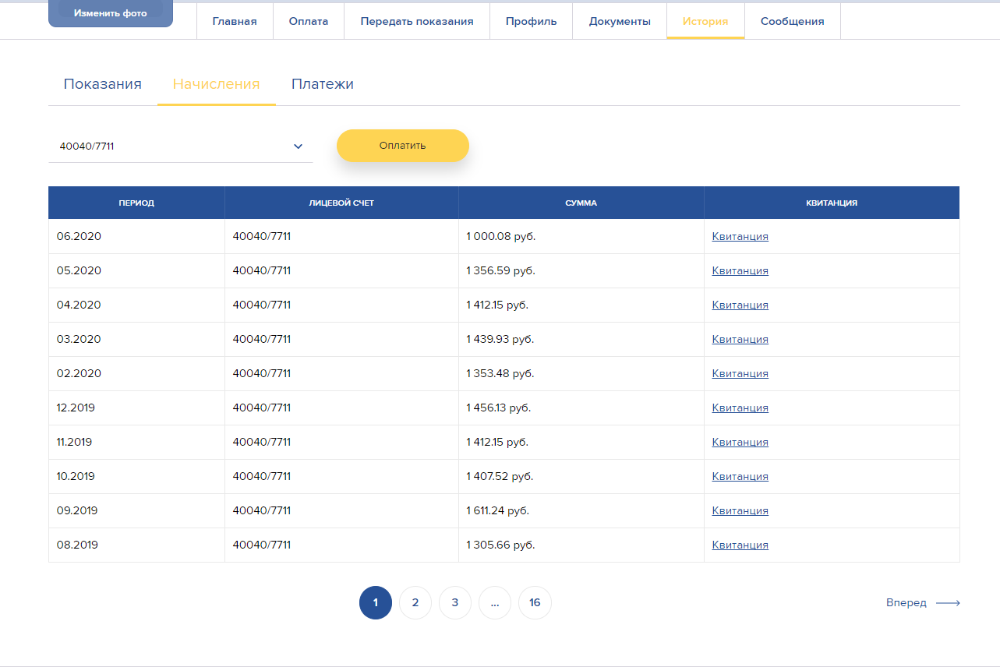 Изменить фото
Главная Оплата Передать показания Профиль Документы История Сообщения
Показания Начисления Платежи
40040/7711 Оплатить
ПЕРИОД ЛИЦЕВОЙ СЧЕТ СУММА КВИТАНЦИЯ
06.2020 40040/7711 1 000.08 руб. Квитанция
05.2020 40040/7711 1 356.59 руб. Квитанция
04.2020 40040/7711 1 412.15 руб. Квитанция
03.2020 40040/7711 1 439.93 руб. Квитанция
02.2020 40040/7711 1 353.48 руб. Квитанция
12.2019 40040/7711 1 456.13 руб. Квитанция
11.2019 40040/7711 1 412.15 руб. Квитанция
10.2019 40040/7711 1 407.52 руб. Квитанция
09.2019 40040/7711 1 611.24 руб. Квитанция
08.2019 40040/7711 1 305.66 руб. Квитанция
1 2 3 ... 16 Вперед